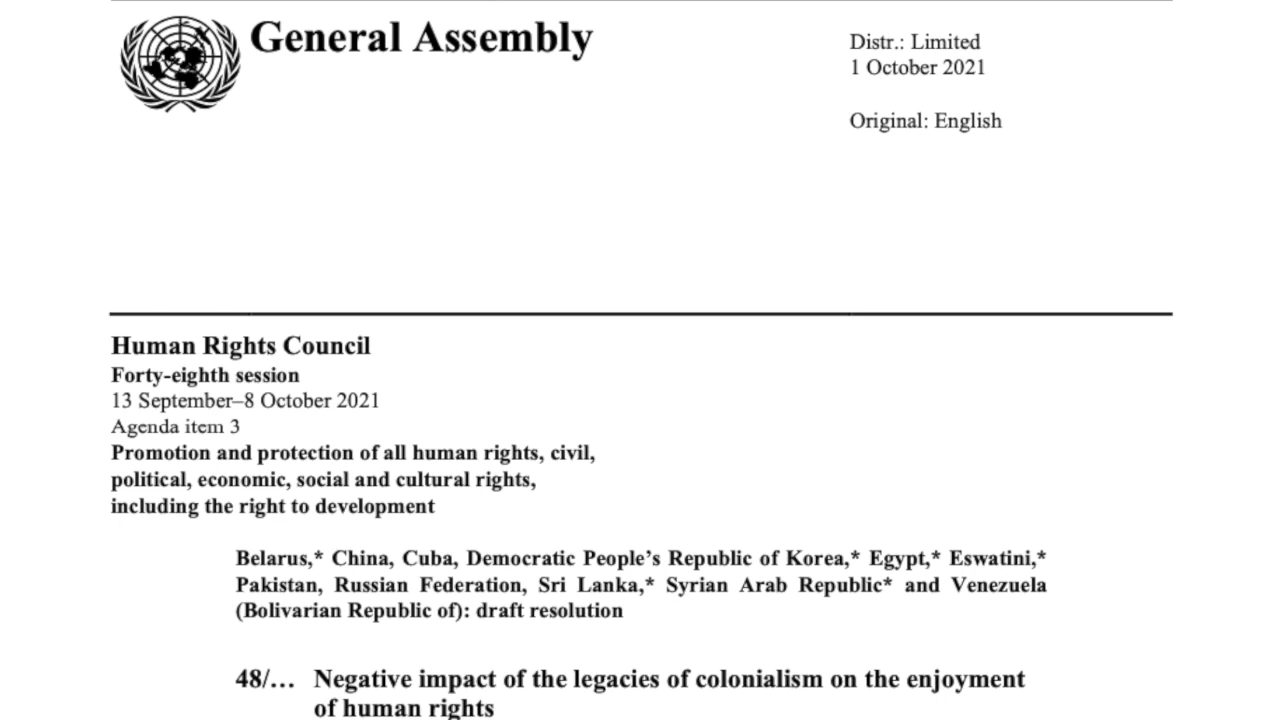 General Assembly
Distr.: Limited
1 October 2021
Original: English
Human Rights Council
Forty-eighth session
13 September–8 October 2021
Agenda item 3
Promotion and protection of all human rights, civil,
political, economic, social and cultural rights,
including the right to development
Belarus,* China, Cuba, Democratic People’s Republic of Korea,* Egypt,* Eswatini,*
Pakistan, Russian Federation, Sri Lanka,* Syrian Arab Republic* and Venezuela
(Bolivarian Republic of): draft resolution
48/… Negative impact of the legacies of colonialism on the enjoyment
of human rights